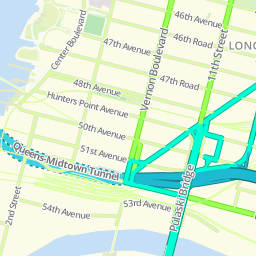 46th Avenue
Center Boulevard
47th Avenue
46th Road
LONG
Vernon Boulevard
11th Street
48th Avenue
47th Road
Hunters Point Avenue
50th Avenue
51st Avenue
Queens-Midtown Tunnel
Pulaski Bridge
2nd Street
54th Avenue
53rd Avenue